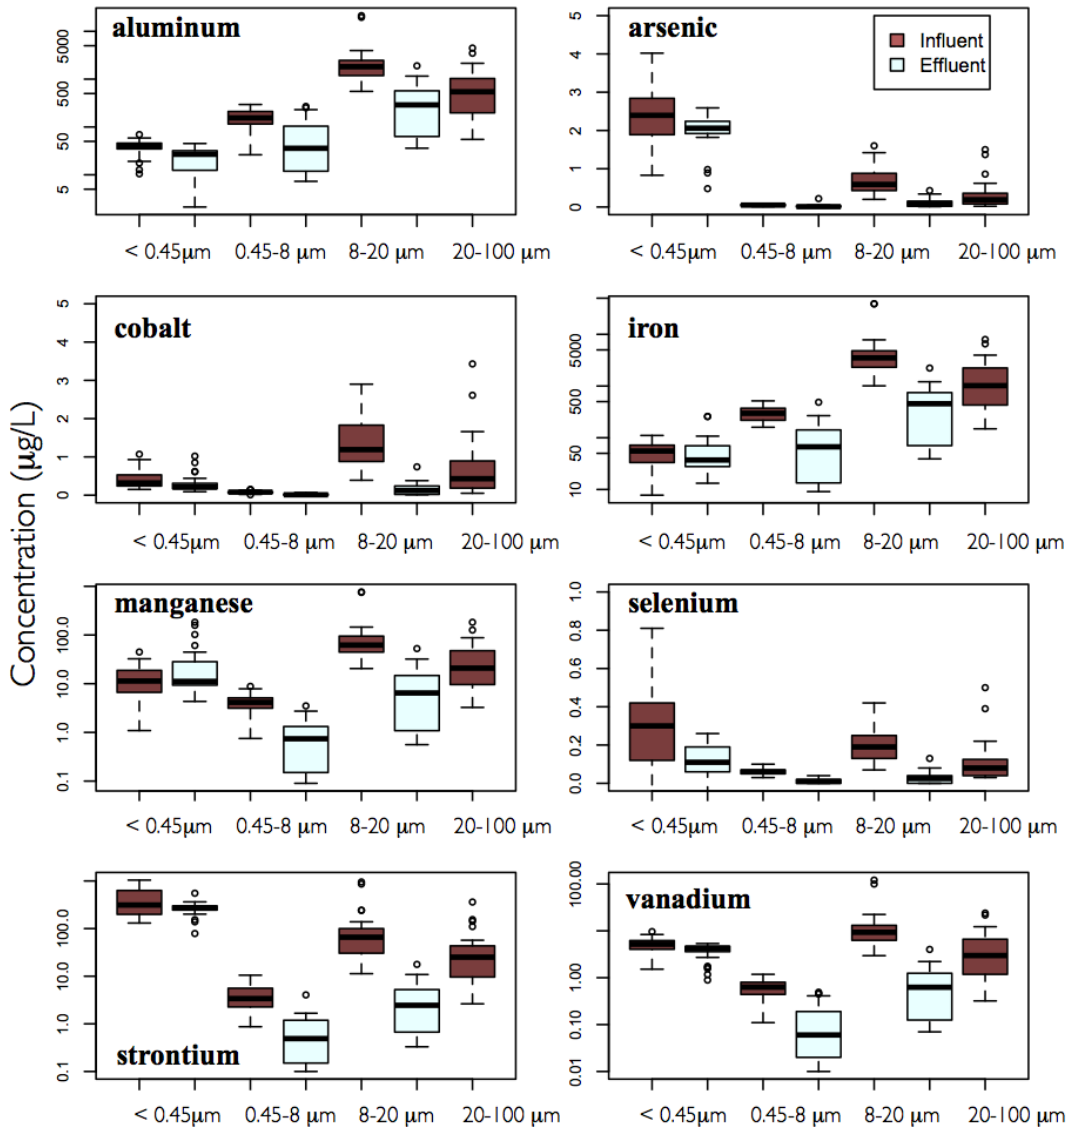 Concentration (µg/L)
aluminum
5000
500
50
5
< 0.45µm 0.45-8 µm 8-20 µm 20-100 µm
arsenic
Influent
Effluent
5
4
3
2
1
0
< 0.45µm 0.45-8 µm 8-20 µm 20-100 µm
cobalt
5
4
3
2
1
0
< 0.45µm 0.45-8 µm 8-20 µm 20-100 µm
iron
5000
500
50
10
< 0.45µm 0.45-8 µm 8-20 µm 20-100 µm
manganese
100.0
10.0
1.0
0.1
< 0.45µm 0.45-8 µm 8-20 µm 20-100 µm
selenium
1.0
0.8
0.6
0.4
0.2
0.0
< 0.45µm 0.45-8 µm 8-20 µm 20-100 µm
strontium
100.0
10.0
1.0
0.1
< 0.45µm 0.45-8 µm 8-20 µm 20-100 µm
vanadium
100.00
1.00
0.10
0.01
< 0.45µm 0.45-8 µm 8-20 µm 20-100 µm